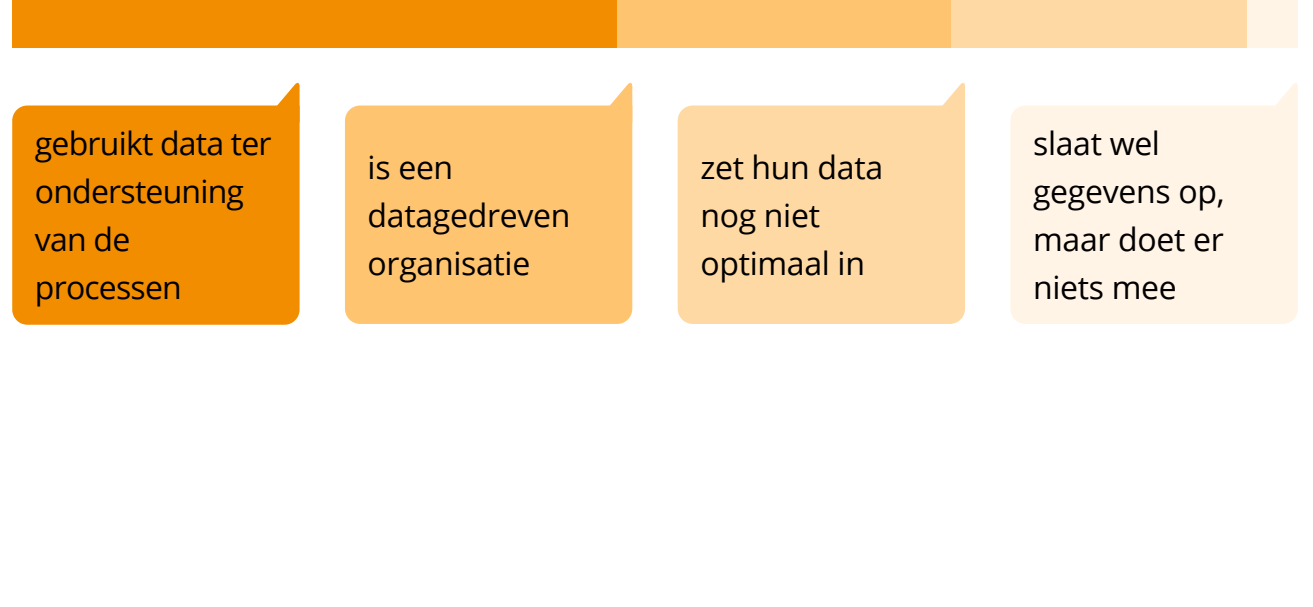 gebruikt data ter
ondersteuning
van de
processen
is een
datagedreven
organisatie
zet hun data
nog niet
optimaal in
slaat wel
gegevens op,
maar doet er
niets mee